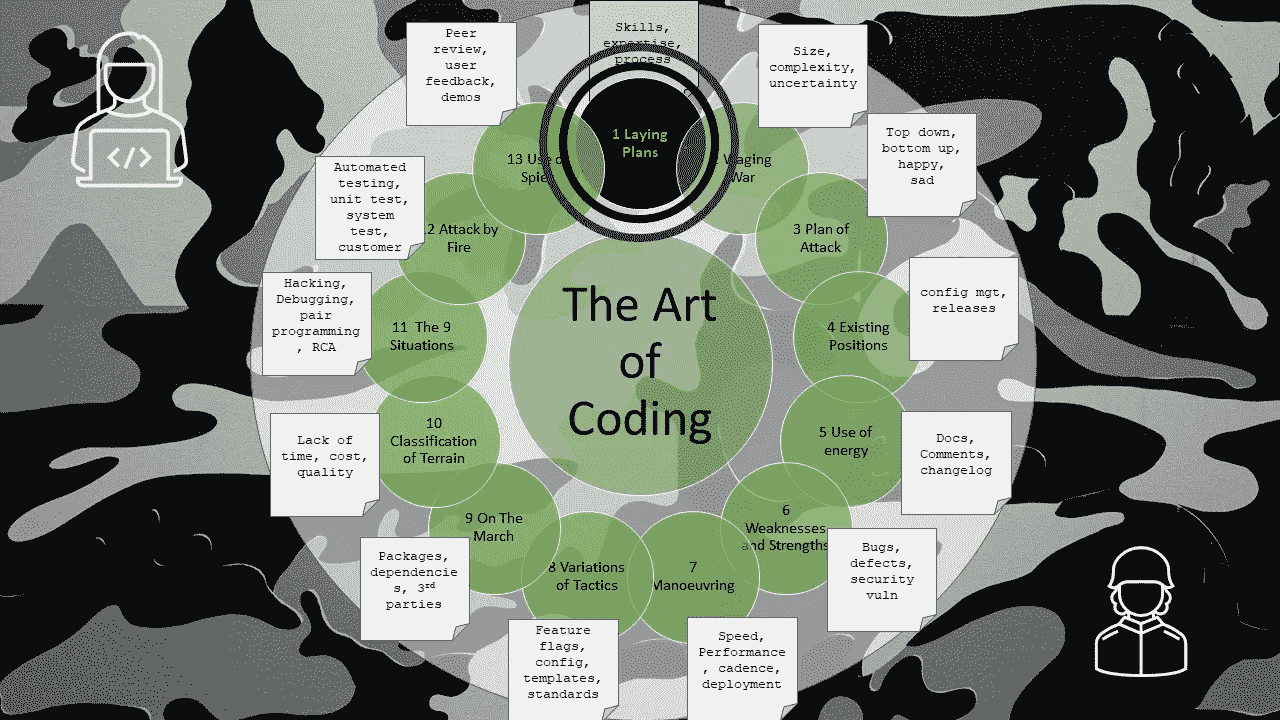 The Art
of
Coding
Skills,
expertise,
process
1 Laying
Plans
Size,
complexity,
uncertainty
Waging
War
Top down,
bottom up,
happy,
sad
3 Plan of
Attack
config mgt,
releases
4 Existing
Positions
Docs,
Comments,
changelog
5 Use of
energy
Bugs,
defects,
security
vuln
6
Weaknesses
and Strengths
Speed,
Performance
, cadence,
deployment
7
Manoeuvring
Feature
flags,
config,
templates,
standards
8 Variations
of Tactics
Packages,
dependencie
s, 3rd
parties
9 On The
March
Lack of
time, cost,
quality
10
Classification
of Terrain
Hacking,
Debugging,
pair
programming
, RCA
11 The 9
Situations
Automated
testing,
unit test,
system
test,
customer
Attack by
Fire
Peer
review,
user
feedback,
demos
13 Use of
Spies
</>